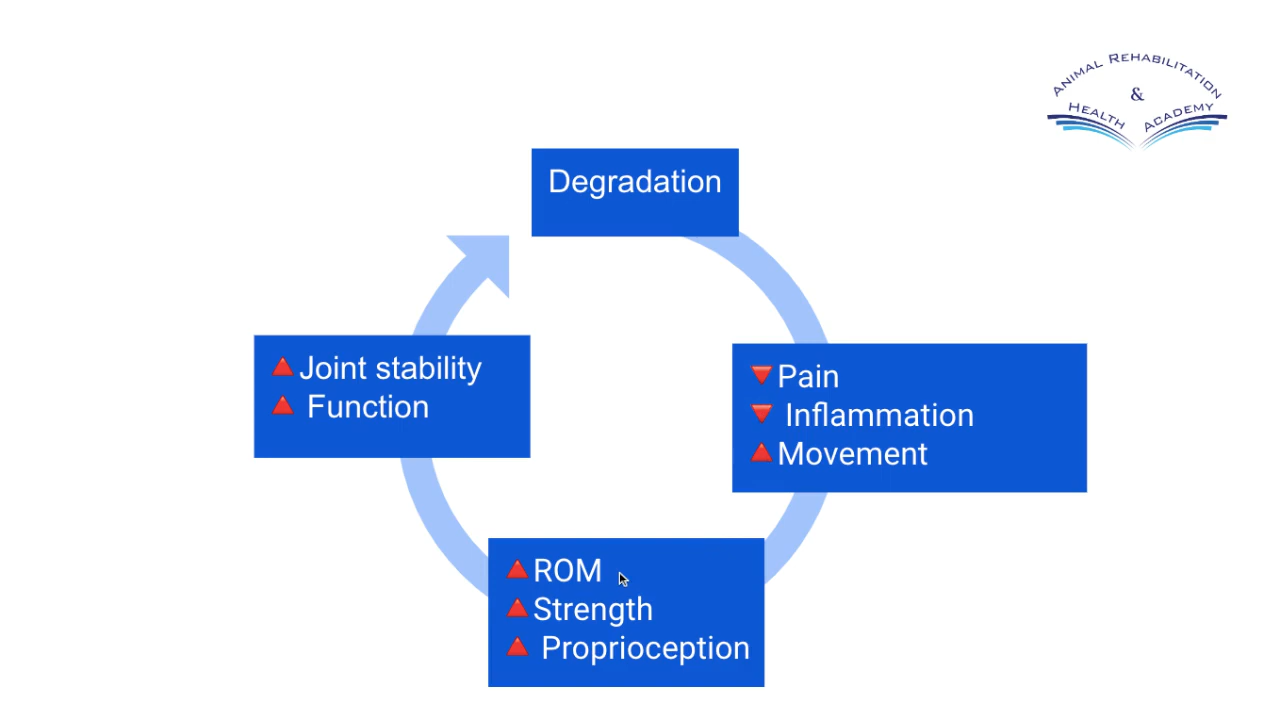 ANIMAL REHABILITATION
&
HEALTH ACADEMY
Degradation
🔺Joint stability
🔺 Function
🔻Pain
🔻 Inflammation
🔺Movement
🔺ROM
🔺Strength
🔺 Proprioception